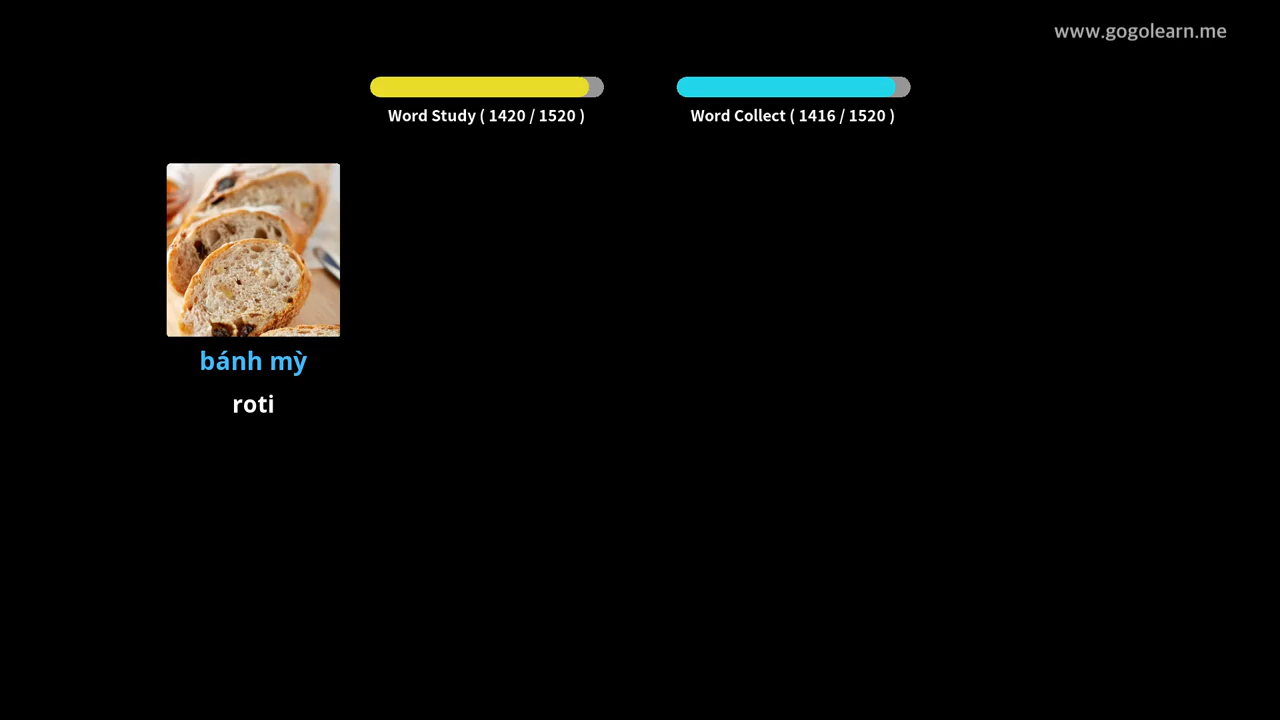 www.gogolearn.me
Word Study ( 1420 / 1520 )
Word Collect ( 1416 / 1520 )
bánh mỳ
roti